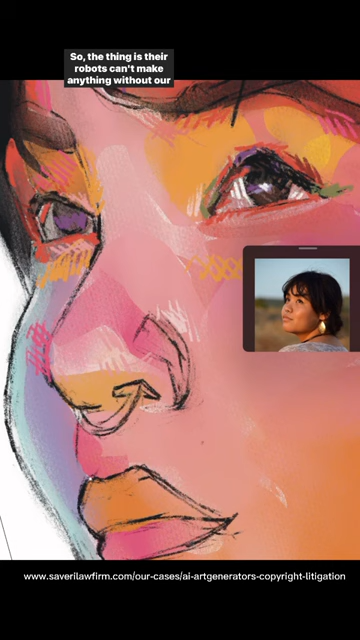 So, the thing is their
robots can't make
anything without our
www.saverilawfirm.com/our-cases/ai-artgenerators-copyright-litigation